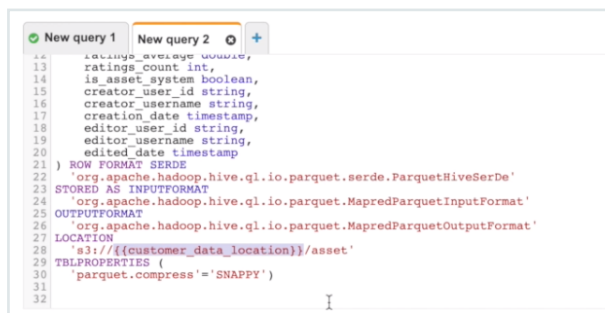 New query 1
New query 2
+
12 ratings_average double,
13 ratings_count int,
14 is_asset_system boolean,
15 creator_user_id string,
16 creator_username string,
17 creation_date timestamp,
18 editor_user_id string,
19 editor_username string,
20 edited_date timestamp
21 ) ROW FORMAT SERDE
22 'org.apache.hadoop.hive.ql.io.parquet.serde.ParquetHiveSerDe'
23 STORED AS INPUTFORMAT
24 'org.apache.hadoop.hive.ql.io.parquet.MapredParquetInputFormat'
25 OUTPUTFORMAT
26 'org.apache.hadoop.hive.ql.io.parquet.MapredParquetOutputFormat'
27 LOCATION
28 's3://{{customer_data_location}}/asset'
29 TBLPROPERTIES (
30 'parquet.compress'='SNAPPY')
31
32